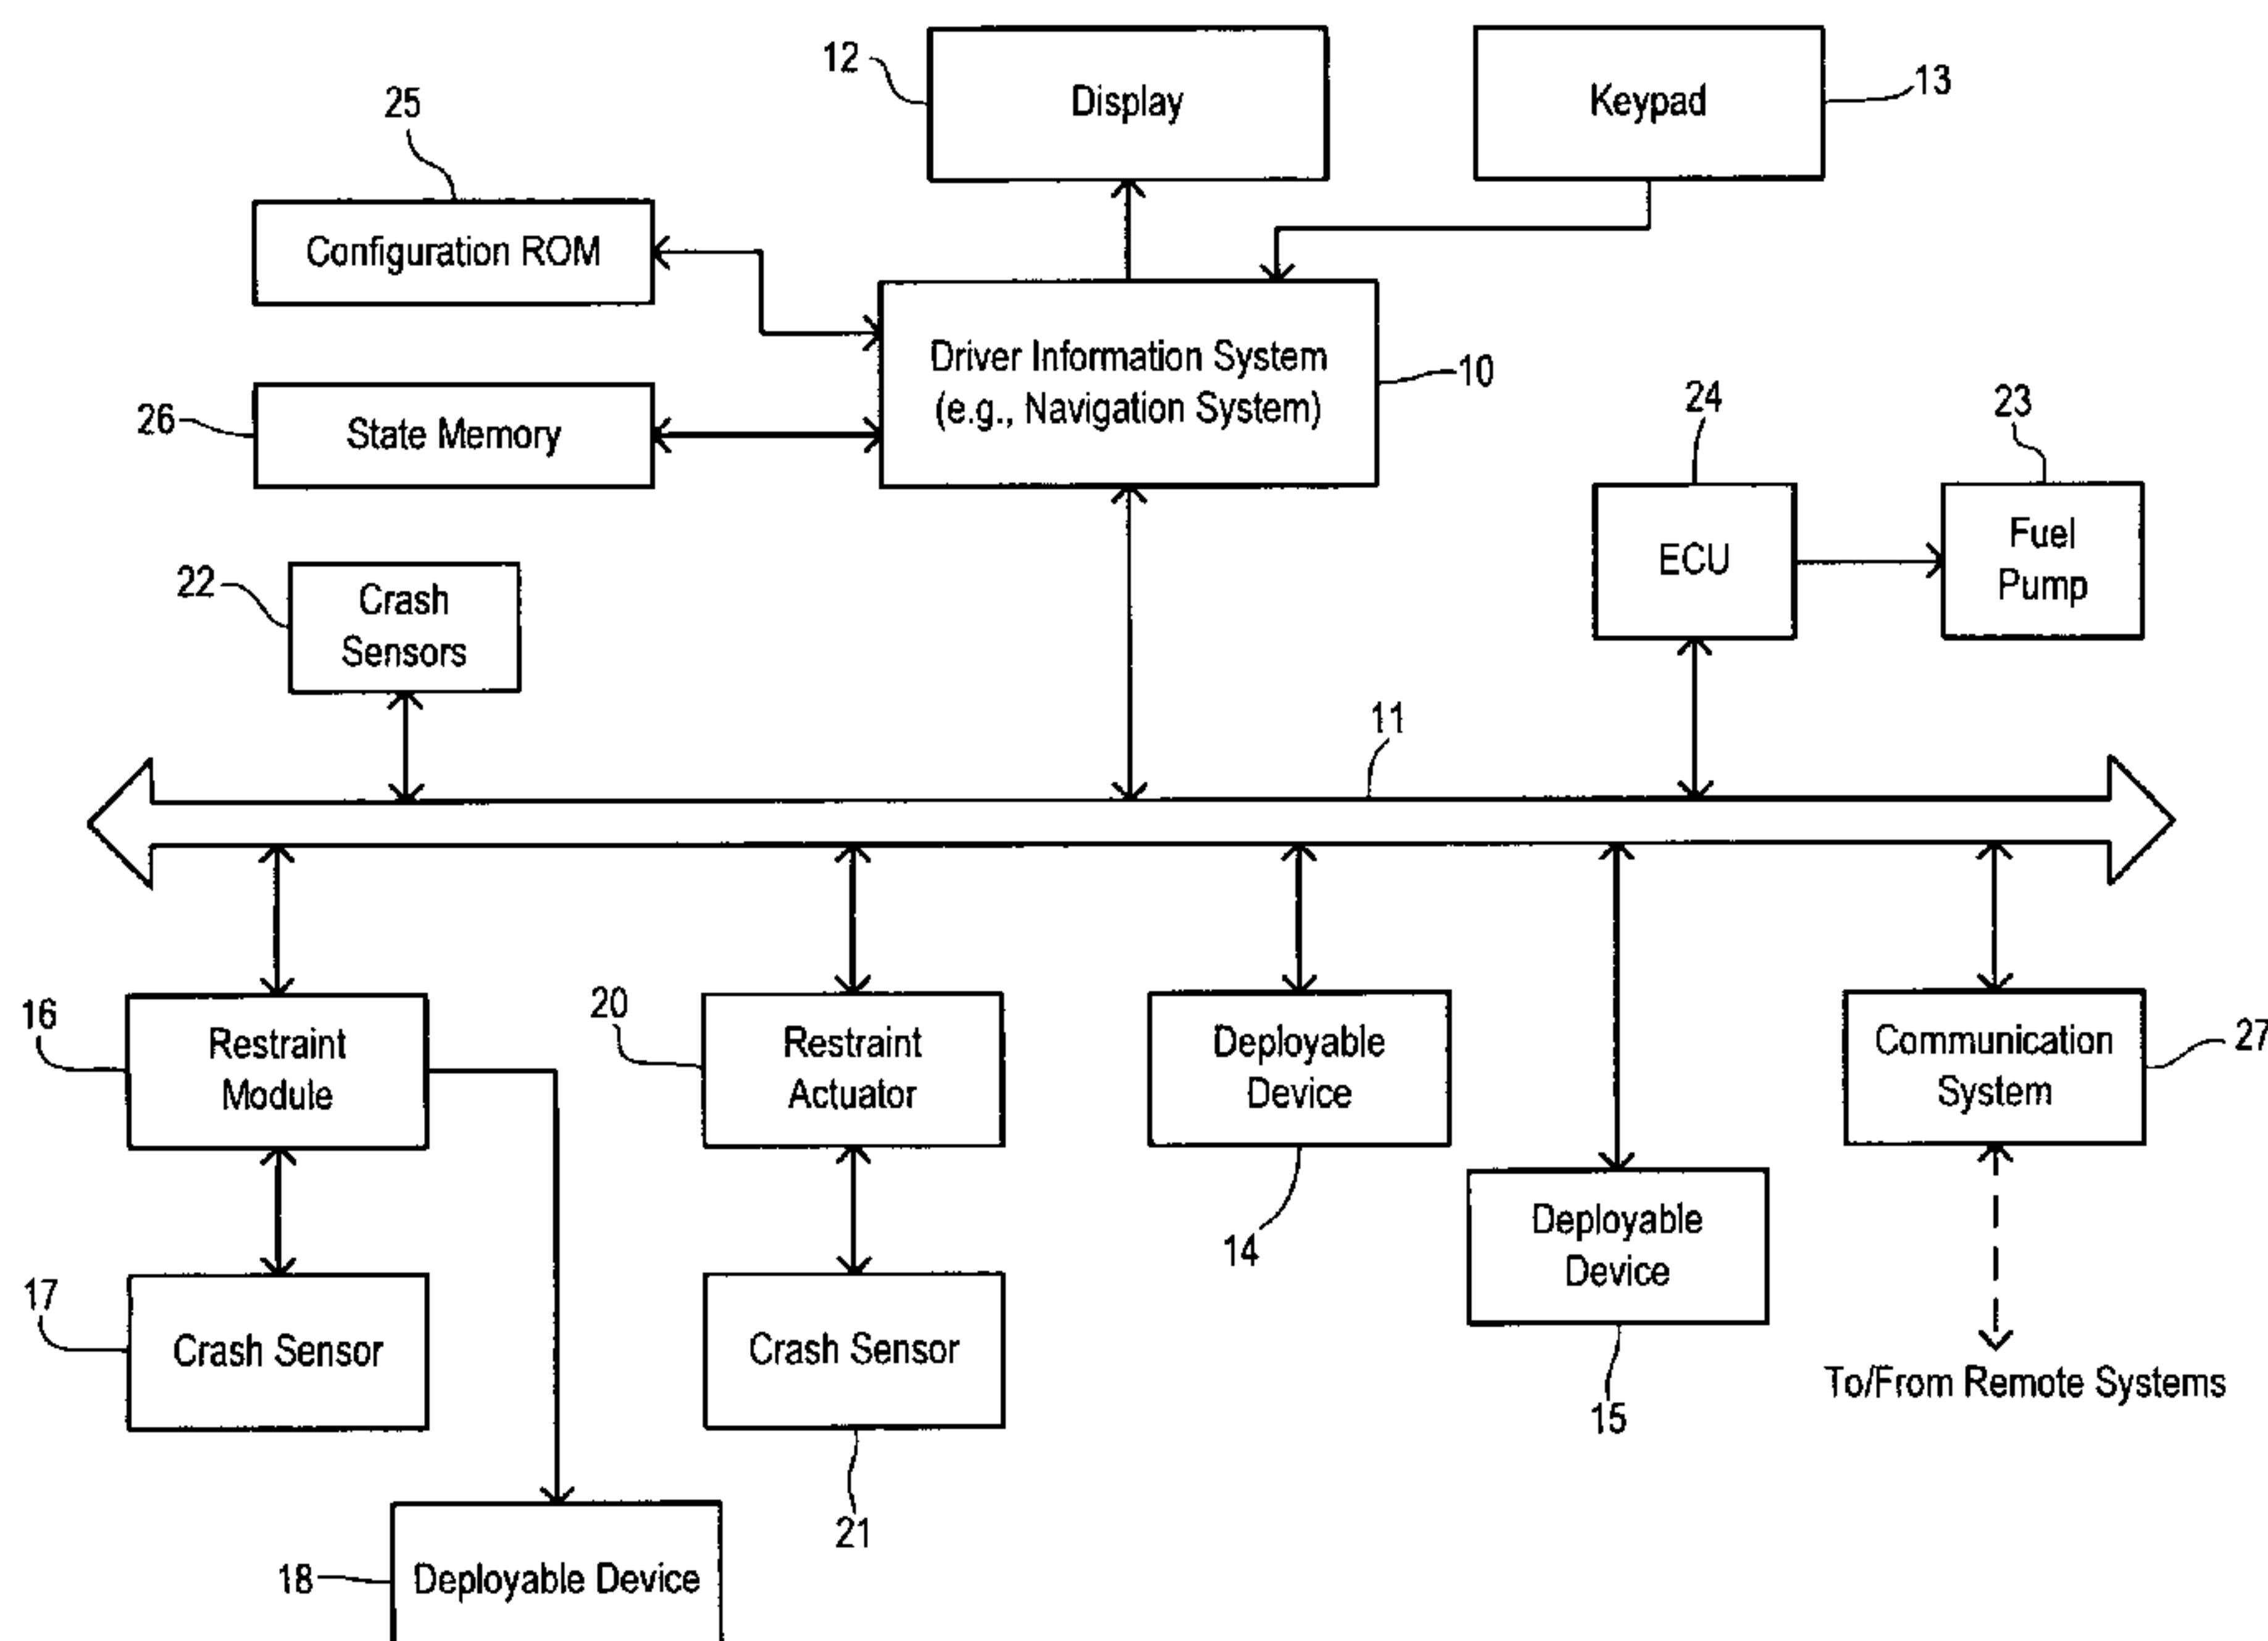 12
Display
Keypad
13
25
Configuration ROM
Driver Information System
(e.g., Navigation System)
10
26
State Memory
24
23
ECU
Fuel
Pump
22
Crash
Sensors
11
16
Restraint
Module
20
Restraint
Actuator
Deployable
Device
Communication
System
27
14
Deployable
Device
17
Crash Sensor
Crash Sensor
15
To/From Remote Systems
21
18
Deployable Device